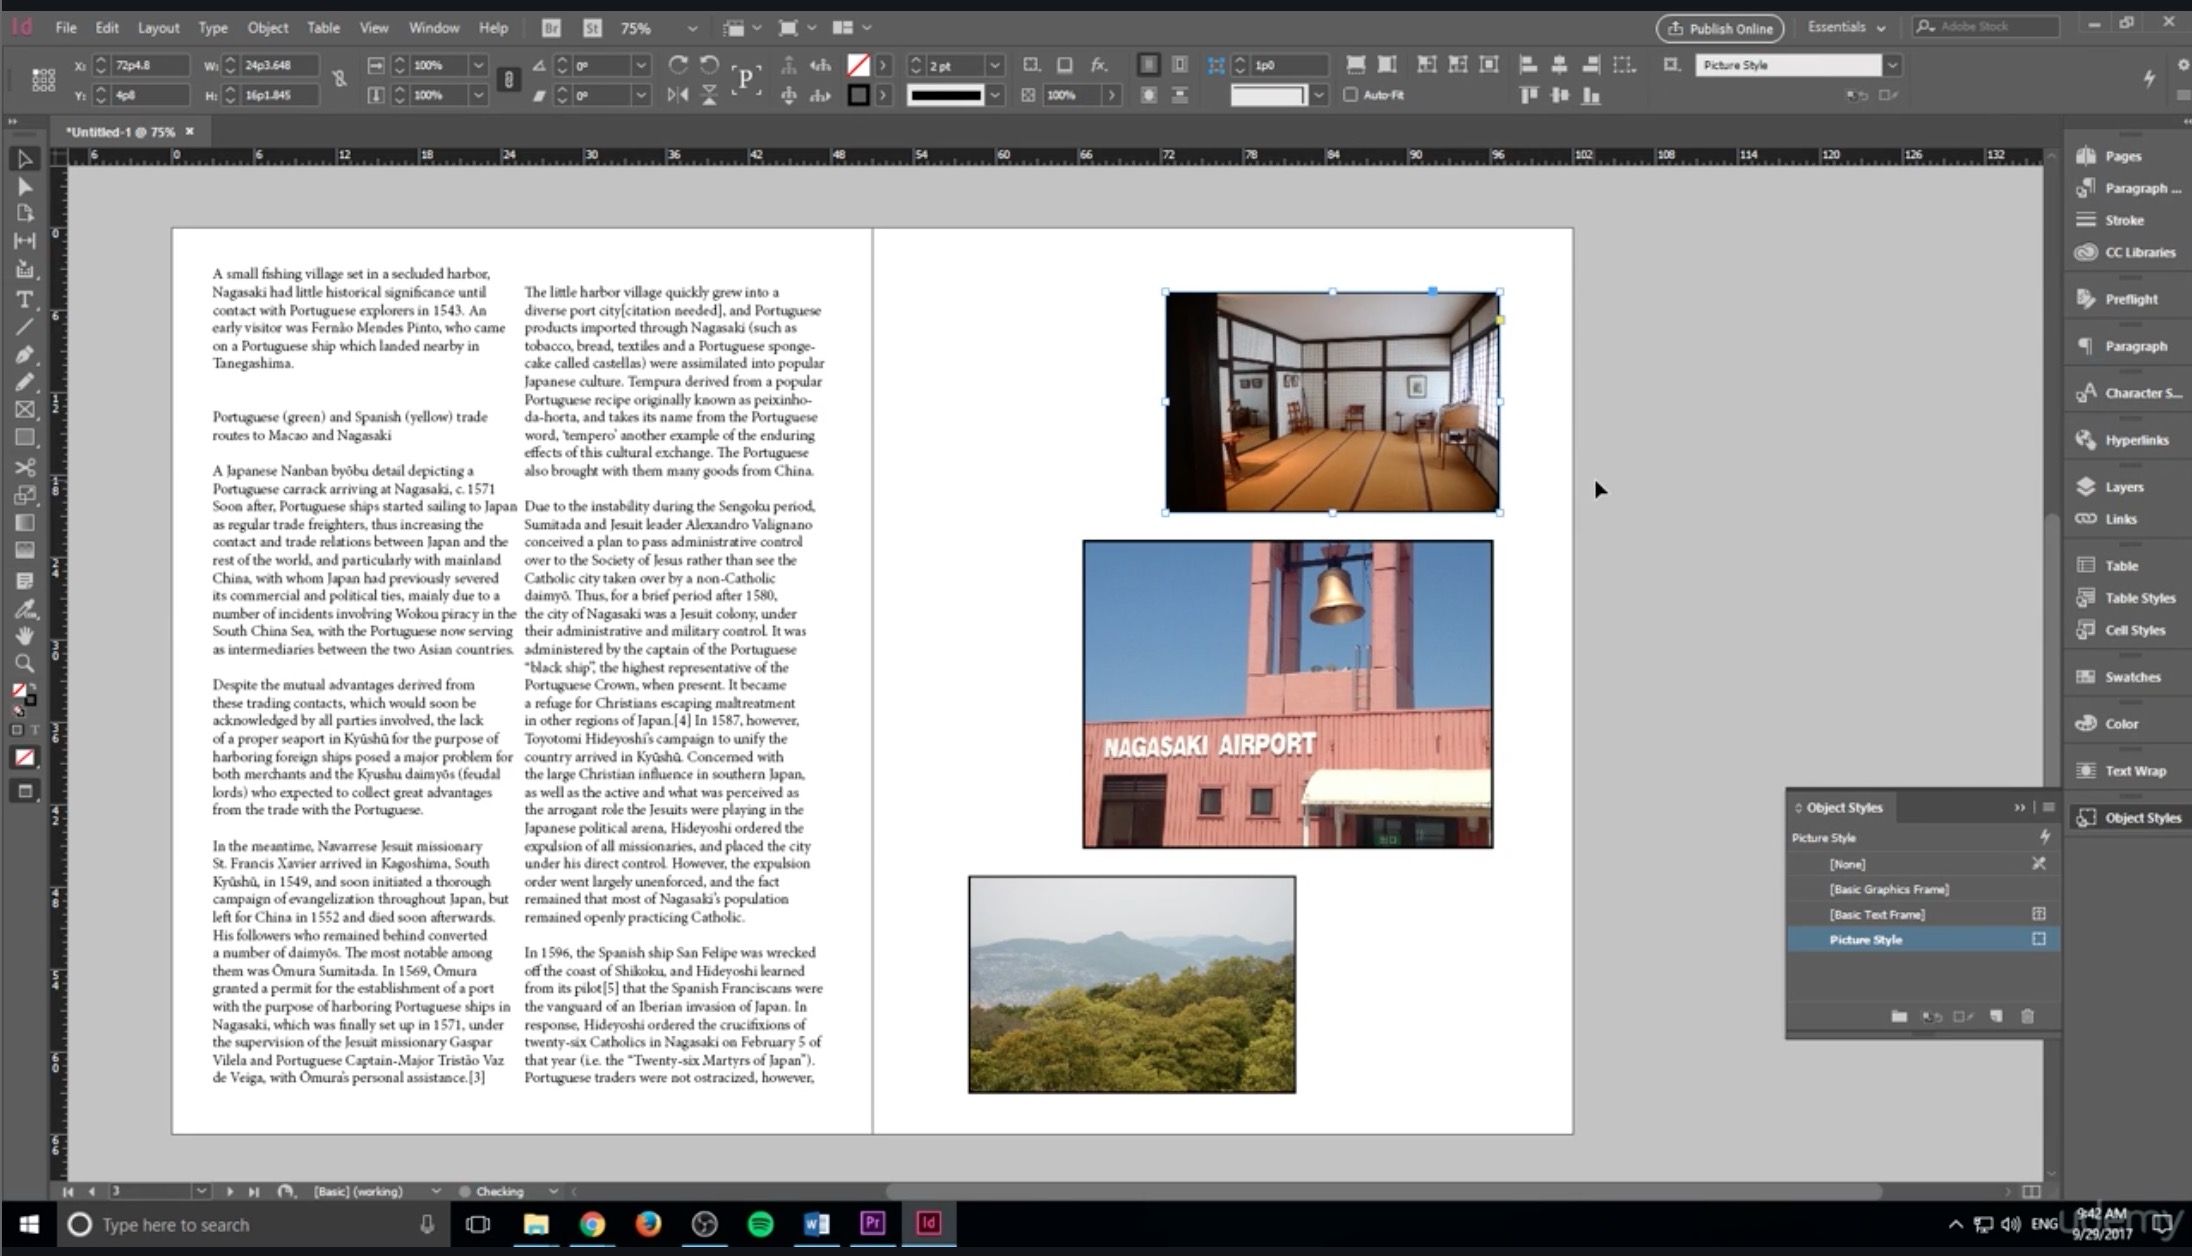 Id File Edit Layout Type Object Table View Window Help Br St 75% Publish Online Essentials Adobe Stock
X: 72p4.8 W: 24p3.648 100% 0° P 2 pt fx. 1p0 Picture Style
Y: 4p8 H: 16p1.845 100% 0° 100% Auto-Fit
*Untitled-1 @ 75%
6 0 6 12 18 24 30 36 42 48 54 60 66 72 78 84 90 96 102 108 114 120 126 132
A small fishing village set in a secluded harbor,
Nagasaki had little historical significance until
contact with Portuguese explorers in 1543. An
early visitor was Fernão Mendes Pinto, who came
on a Portuguese ship which landed nearby in
Tanegashima.
Portuguese (green) and Spanish (yellow) trade
routes to Macao and Nagasaki
A Japanese Nanban byōbu detail depicting a
Portuguese carrack arriving at Nagasaki, c. 1571
Soon after, Portuguese ships started sailing to Japan
as regular trade freighters, thus increasing the
contact and trade relations between Japan and the
rest of the world, and particularly with mainland
China, with whom Japan had previously severed
its commercial and political ties, mainly due to a
number of incidents involving Wokou piracy in the
South China Sea, with the Portuguese now serving
as intermediaries between the two Asian countries.
Despite the mutual advantages derived from
these trading contacts, which would soon be
acknowledged by all parties involved, the lack
of a proper seaport in Kyūshū for the purpose of
harboring foreign ships posed a major problem for
both merchants and the Kyushu daimyōs (feudal
lords) who expected to collect great advantages
from the trade with the Portuguese.
In the meantime, Navarrese Jesuit missionary
St. Francis Xavier arrived in Kagoshima, South
Kyūshū, in 1549, and soon initiated a thorough
campaign of evangelization throughout Japan, but
left for China in 1552 and died soon afterwards.
His followers who remained behind converted
a number of daimyōs. The most notable among
them was Ōmura Sumitada. In 1569, Ōmura
granted a permit for the establishment of a port
with the purpose of harboring Portuguese ships in
Nagasaki, which was finally set up in 1571, under
the supervision of the Jesuit missionary Gaspar
Vilela and Portuguese Captain-Major Tristão Vaz
de Veiga, with Ōmura's personal assistance.[3]
The little harbor village quickly grew into a
diverse port city[citation needed], and Portuguese
products imported through Nagasaki (such as
tobacco, bread, textiles and a Portuguese sponge-
cake called castellas) were assimilated into popular
Japanese culture. Tempura derived from a popular
Portuguese recipe originally known as peixinho-
da-horta, and takes its name from the Portuguese
word, 'tempero' another example of the enduring
effects of this cultural exchange. The Portuguese
also brought with them many goods from China.
Due to the instability during the Sengoku period,
Sumitada and Jesuit leader Alexandro Valignano
conceived a plan to pass administrative control
over to the Society of Jesus rather than see the
Catholic city taken over by a non-Catholic
daimyō. Thus, for a brief period after 1580,
the city of Nagasaki was a Jesuit colony, under
their administrative and military control. It was
administered by the captain of the Portuguese
"black ship", the highest representative of the
Portuguese Crown, when present. It became
a refuge for Christians escaping maltreatment
in other regions of Japan.[4] In 1587, however,
Toyotomi Hideyoshi's campaign to unify the
country arrived in Kyūshū. Concerned with
the large Christian influence in southern Japan,
as well as the active and what was perceived as
the arrogant role the Jesuits were playing in the
Japanese political arena, Hideyoshi ordered the
expulsion of all missionaries, and placed the city
under his direct control. However, the expulsion
order went largely unenforced, and the fact
remained that most of Nagasaki's population
remained openly practicing Catholic.
In 1596, the Spanish ship San Felipe was wrecked
off the coast of Shikoku, and Hideyoshi learned
from its pilot[5] that the Spanish Franciscans were
the vanguard of an Iberian invasion of Japan. In
response, Hideyoshi ordered the crucifixions of
twenty-six Catholics in Nagasaki on February 5 of
that year (i.e. the "Twenty-six Martyrs of Japan").
Portuguese traders were not ostracized, however,
NAGASAKI AIRPORT
Pages
Paragraph ...
Stroke
CC Libraries
Preflight
Paragraph
Character S...
Hyperlinks
Layers
Links
Table
Table Styles
Cell Styles
Swatches
Color
Text Wrap
Object Styles
Object Styles
Picture Style
[None]
[Basic Graphics Frame]
[Basic Text Frame]
Picture Style
3 [Basic] (working) Checking
Type here to search Pr Id ENG 9:42 AM
9/29/2017
udemy